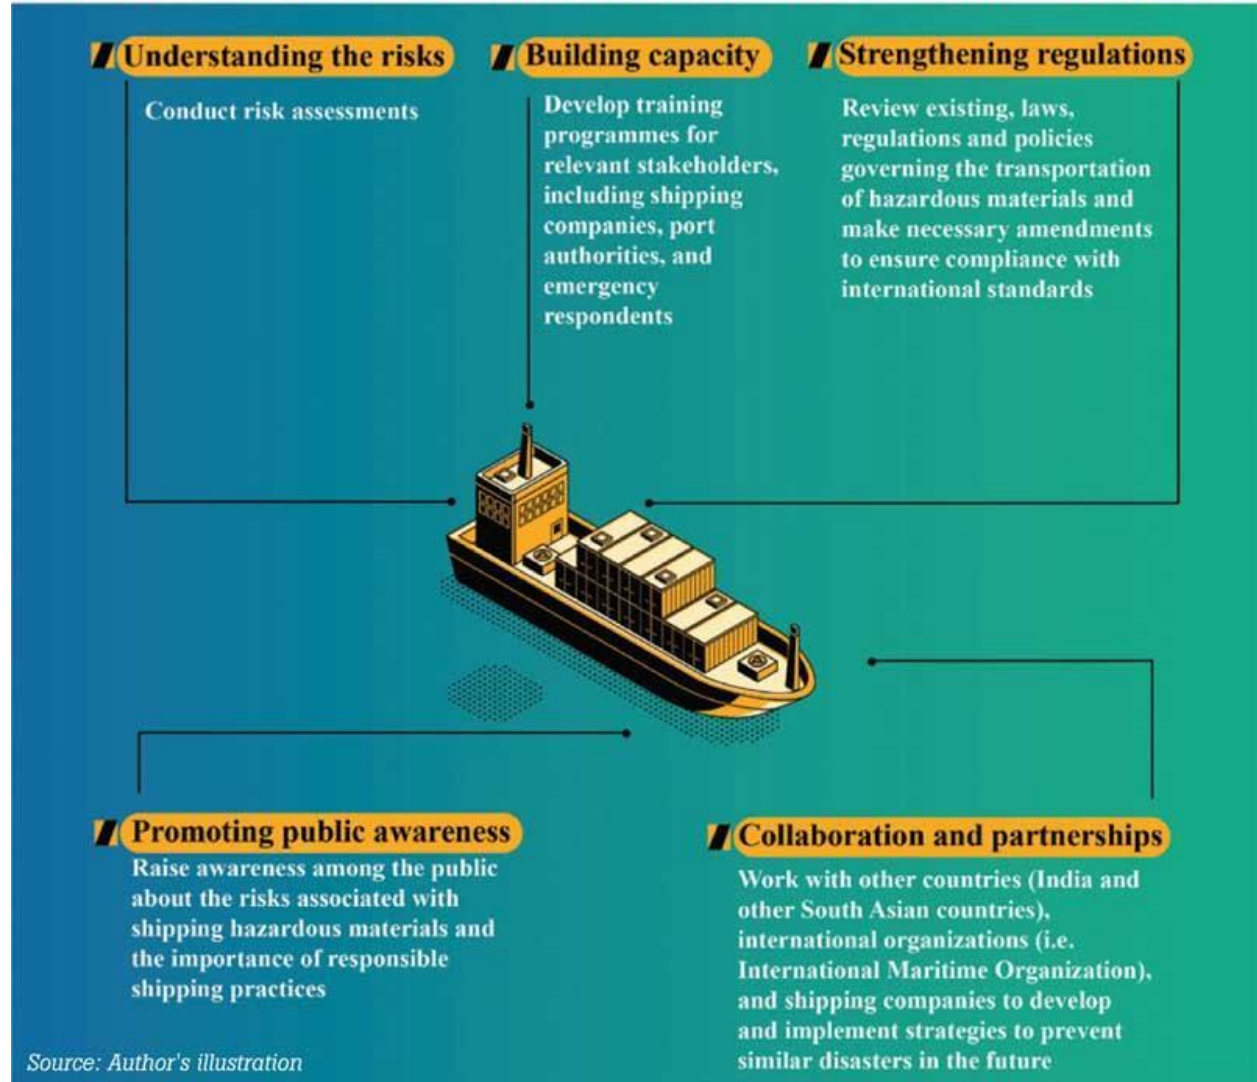 Understanding the risks
Conduct risk assessments
Building capacity
Develop training
programmes for
relevant stakeholders,
including shipping
companies, port
authorities, and
emergency
respondents
Strengthening regulations
Review existing, laws,
regulations and policies
governing the transportation
of hazardous materials and
make necessary amendments
to ensure compliance with
international standards
Promoting public awareness
Raise awareness among the public
about the risks associated with
shipping hazardous materials and
the importance of responsible
shipping practices
Collaboration and partnerships
Work with other countries (India and
other South Asian countries),
international organizations (i.e.
International Maritime Organization),
and shipping companies to develop
and implement strategies to prevent
similar disasters in the future
Source: Author's illustration